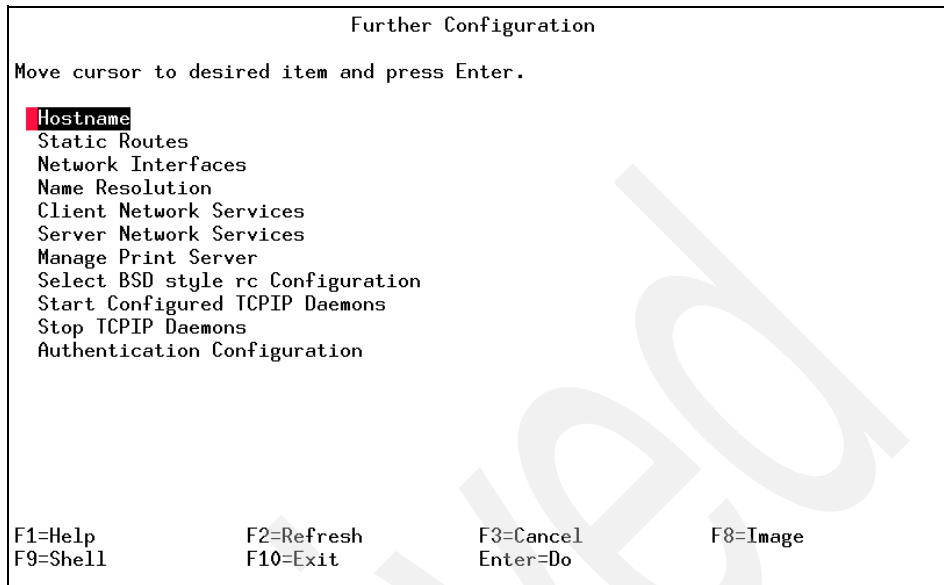 Further Configuration
Move cursor to desired item and press Enter.
Hostname
Static Routes
Network Interfaces
Name Resolution
Client Network Services
Server Network Services
Manage Print Server
Select BSD style rc Configuration
Start Configured TCPIP Daemons
Stop TCPIP Daemons
Authentication Configuration
F1=Help F2=Refresh F3=Cancel F8=Image
F9=Shell F10=Exit Enter=Do